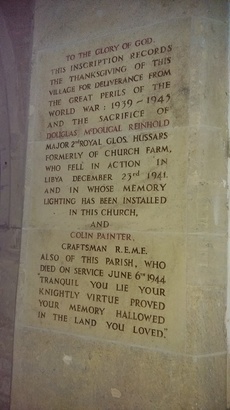 TO THE GLORY OF GOD.
THIS INSCRIPTION RECORDS
THE THANKSGIVING OF THIS
VILLAGE FOR DELIVERANCE FROM
THE GREAT PERILS OF THE
WORLD WAR: 1939-1945
AND THE SACRIFICE OF
DOUGLAS McDOUGAL REINHOLD
MAJOR 2ND ROYAL GLOS. HUSSARS
FORMERLY OF CHURCH FARM,
WHO FELL IN ACTION IN
LIBYA DECEMBER 23rd 1941.
AND IN WHOSE MEMORY
LIGHTING HAS BEEN INSTALLED
IN THIS CHURCH,
AND
COLIN PAINTER,
CRAFTSMAN R.E.M.E.
ALSO OF THIS PARISH, WHO
DIED ON SERVICE JUNE 6TH 1944
"TRANQUIL YOU LIE YOUR
KNIGHTLY VIRTUE PROVED
YOUR MEMORY HALLOWED
IN THE LAND YOU LOVED."